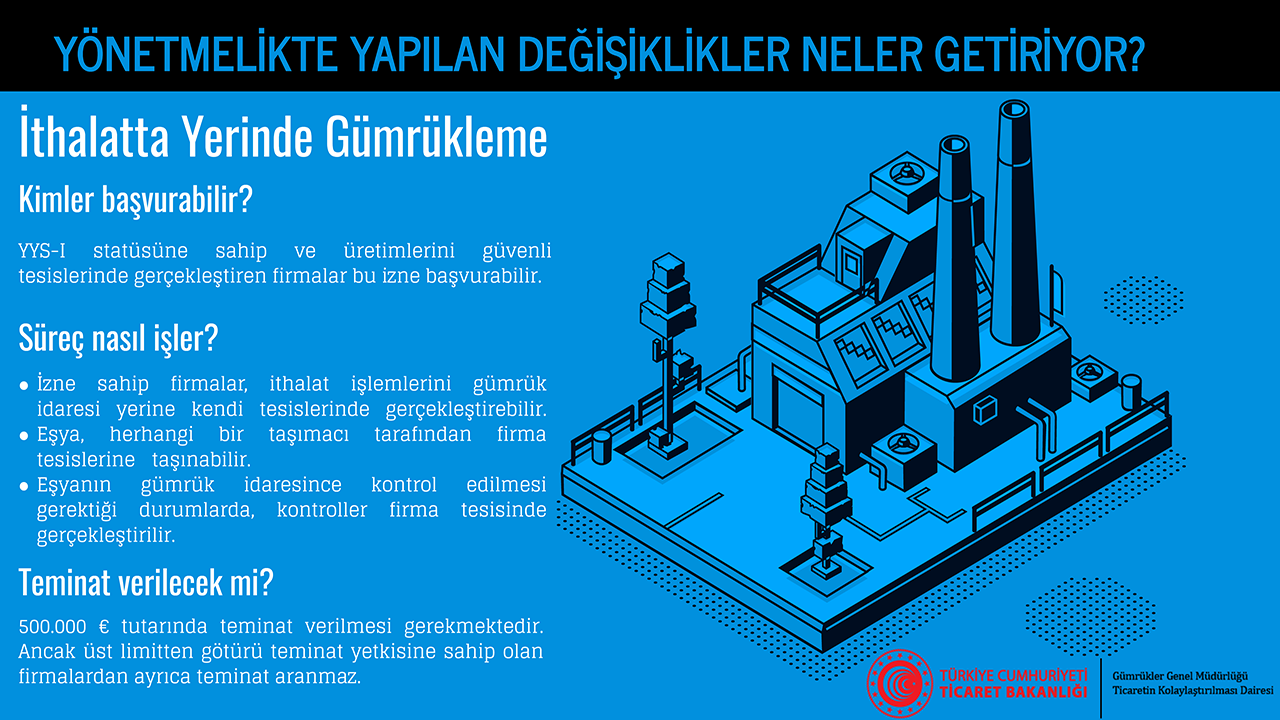 YÖNETMELİKTE YAPILAN DEĞİŞİKLİKLER NELER GETİRİYOR?
İthalatta Yerinde Gümrükleme
Kimler başvurabilir?
YYS-I statüsüne sahip ve üretimlerini güvenli
tesislerinde gerçekleştiren firmalar bu izne başvurabilir.
Süreç nasıl işler?
● İzne sahip firmalar, ithalat işlemlerini gümrük
idaresi yerine kendi tesislerinde gerçekleştirebilir.
● Eşya, herhangi bir taşımacı tarafından firma
tesislerine taşınabilir.
● Eşyanın gümrük idaresince kontrol edilmesi
gerektiği durumlarda, kontroller firma tesisinde
gerçekleştirilir.
Teminat verilecek mi?
500.000 € tutarında teminat verilmesi gerekmektedir.
Ancak üst limitten götürü teminat yetkisine sahip olan
firmalardan ayrıca teminat aranmaz.
TÜRKİYE CUMHURİYETİ
TİCARET BAKANLIĞI
Gümrükler Genel Müdürlüğü
Ticaretin Kolaylaştırılması Dairesi